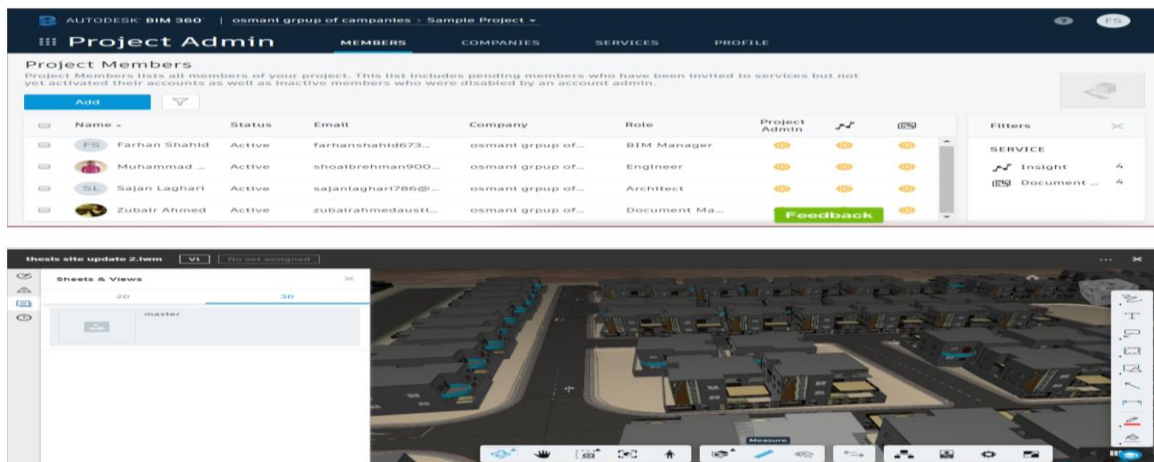 AUTODESK BIM 360 | osmani grpup of campanies > Sample Project
FS
Project Admin MEMBERS COMPANIES SERVICES PROFILE
Project Members
Project Members lists all members of your project. This list includes pending members who have been invited to services but not
yet activated their accounts as well as inactive members who were disabled by an account admin.
Add
Name Status Email Company Role Project Admin
FS Farhan Shahid Active farhanshahid673... osmani grpup of... BIM Manager
Muhammad ... Active shoaibrehman900... osmani grpup of... Engineer
SL Sajan Laghari Active sajanlaghari786@... osmani grpup of... Architect
Zubair Ahmed Active zubairahmedausti... osmani grpup of... Document Ma...
Feedback
Filters
SERVICE
Insight 4
Document ... 4
thesis site update 2.iwm V1 No set assigned
Sheets & Views
2D 3D
master
Measure